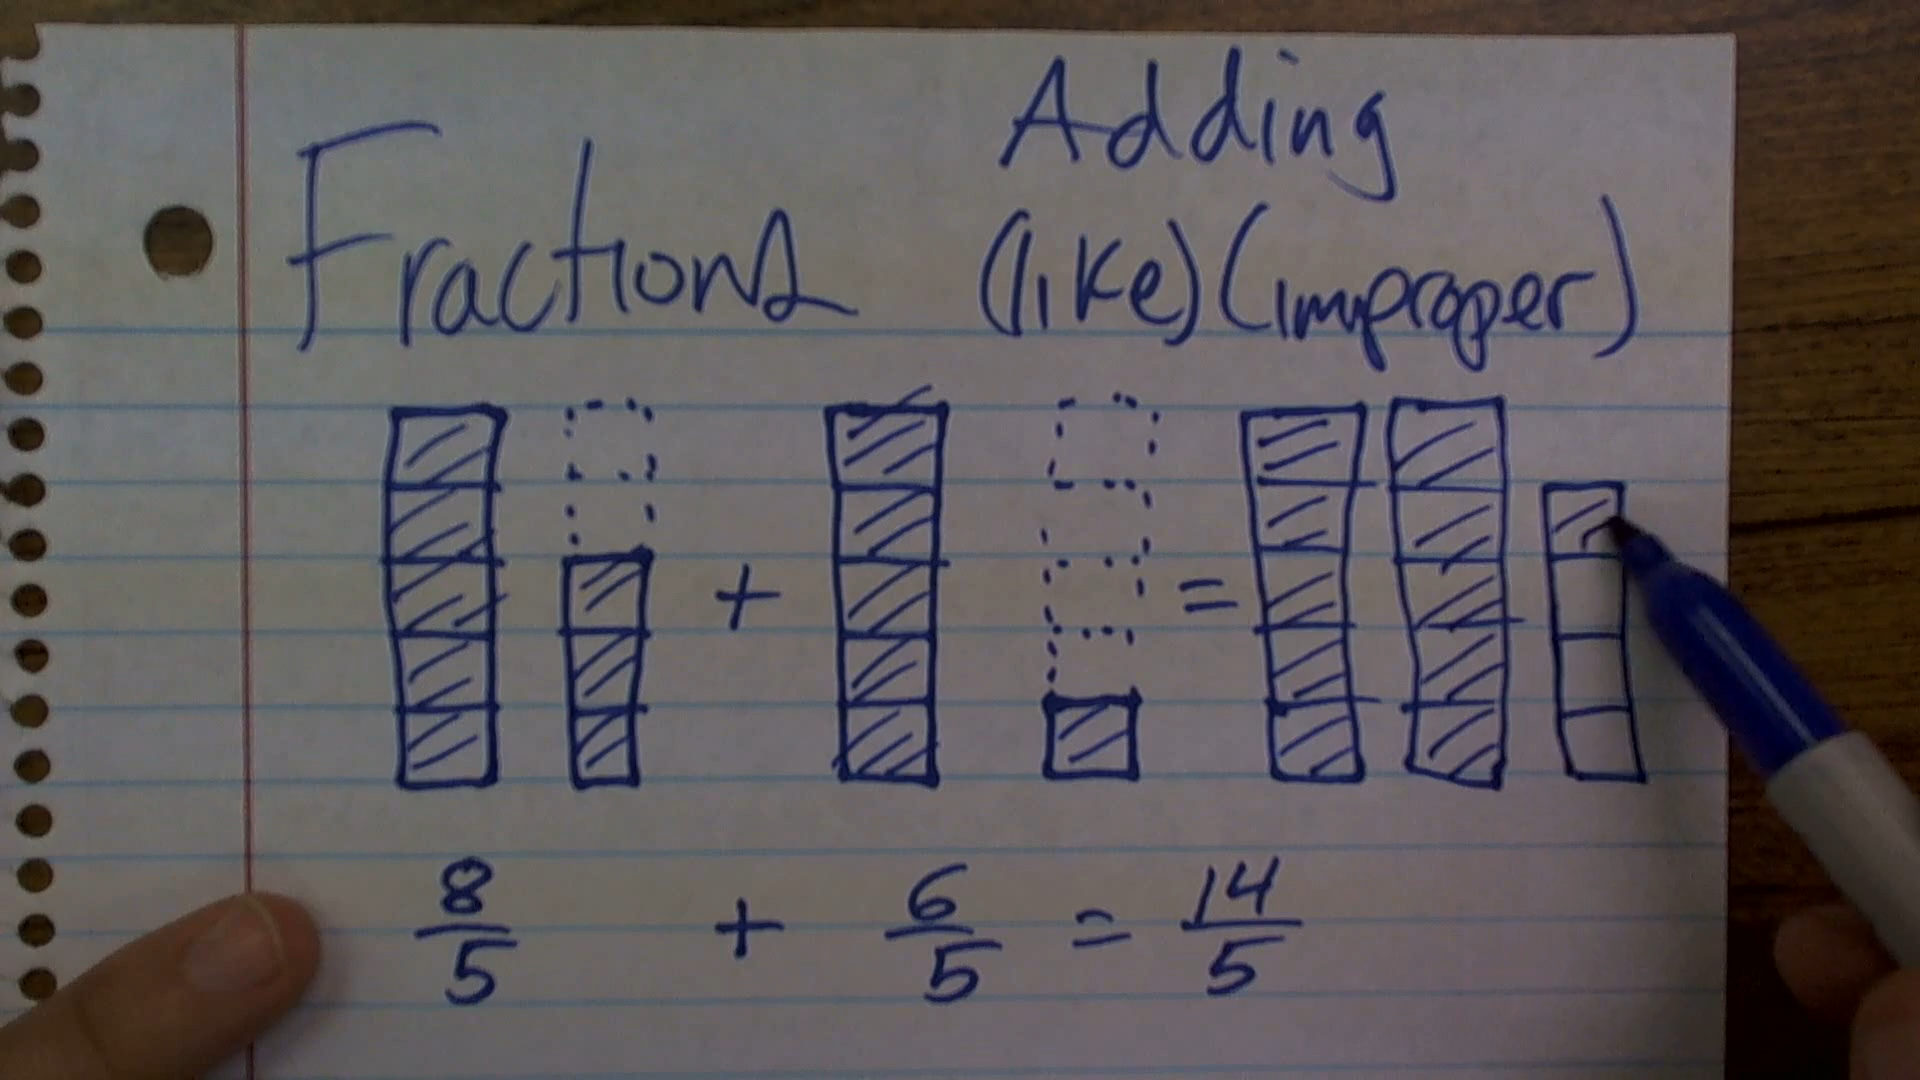 Fractions
Adding
(like) (improper)
+ =
8/5 + 6/5 = 14/5